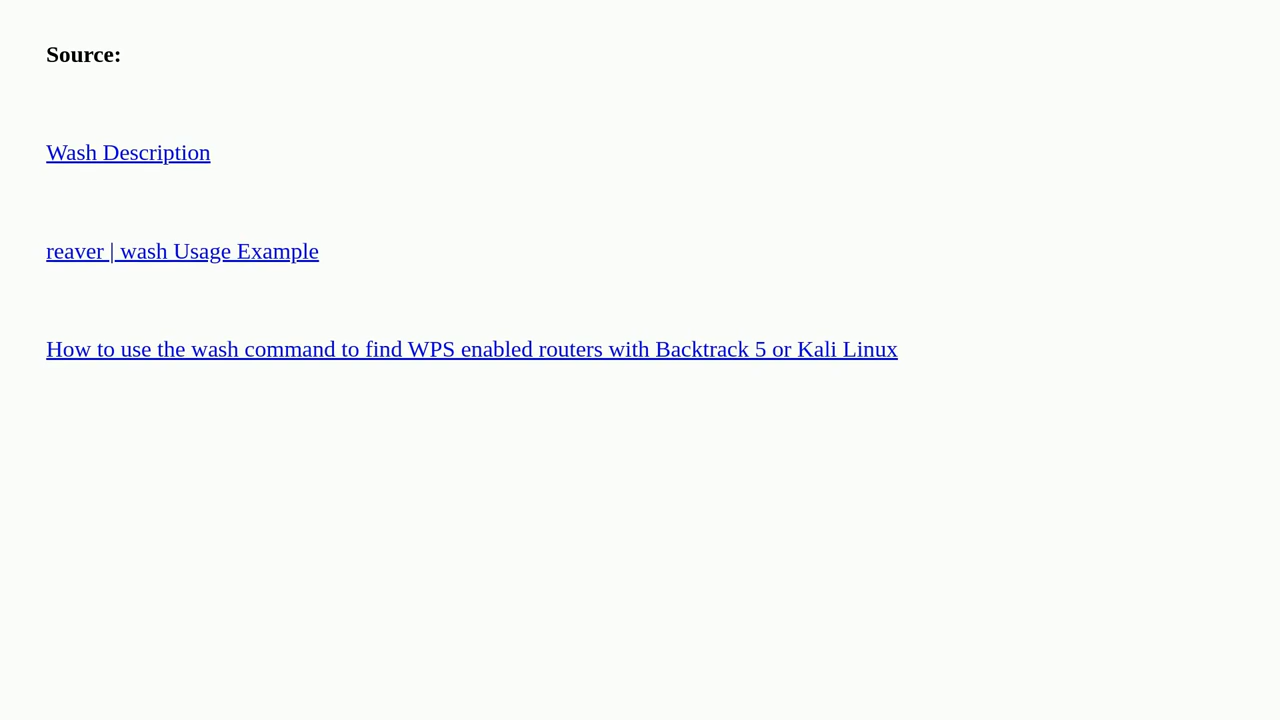 Source:
Wash Description
reaver | wash Usage Example
How to use the wash command to find WPS enabled routers with Backtrack 5 or Kali Linux